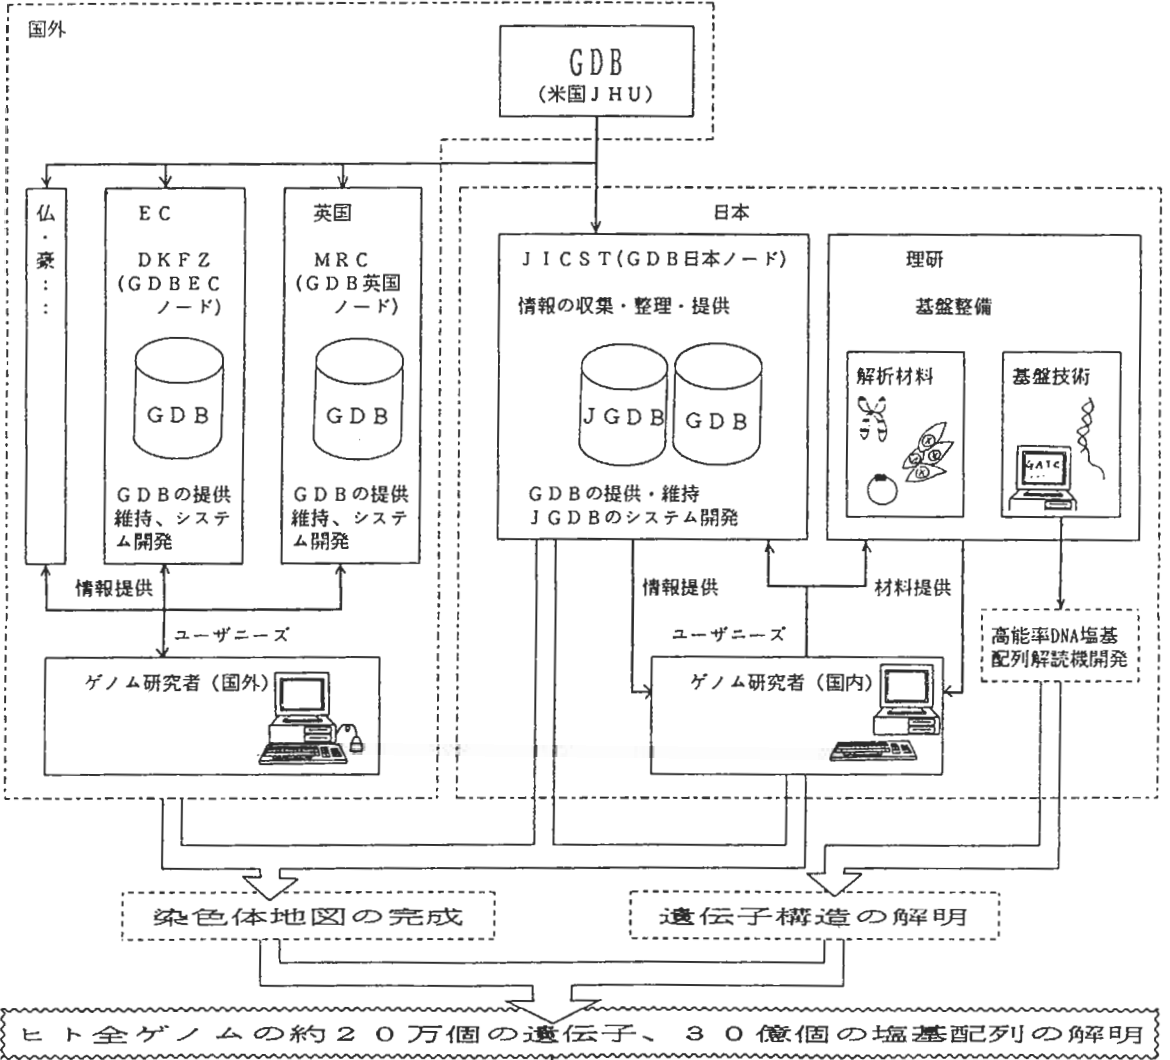 国外
GDB
(米国JHU)
仏・豪::
EC
DKFZ
(GDBEC
ノード)
GDB
GDBの提供
維持、システ
ム開発
英国
MRC
(GDB英国
ノード)
GDB
GDBの提供
維持、システ
ム開発
情報提供
ユーザニーズ
ゲノム研究者(国外)
日本
JICST(GDB日本ノード)
情報の収集・整理・提供
JGDB
GDB
GDBの提供・維持
JGDBのシステム開発
理研
基盤整備
解析材料
基盤技術
GATC
...
情報提供
材料提供
ユーザニーズ
ゲノム研究者(国内)
高能率DNA塩基
配列解読機開発
染色体地図の完成
遺伝子構造の解明
ヒト全ゲノムの約20万個の遺伝子、30億個の塩基配列の解明